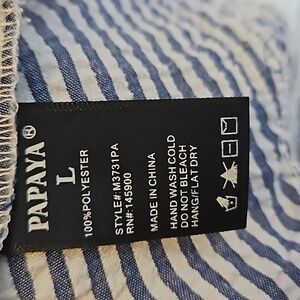 PAPAYA®
L
100%POLYESTER
STYLE#: M3731PA
RN#: 145900
MADE IN CHINA
HAND WASH COLD
DO NOT BLEACH
HANG/FLAT DRY